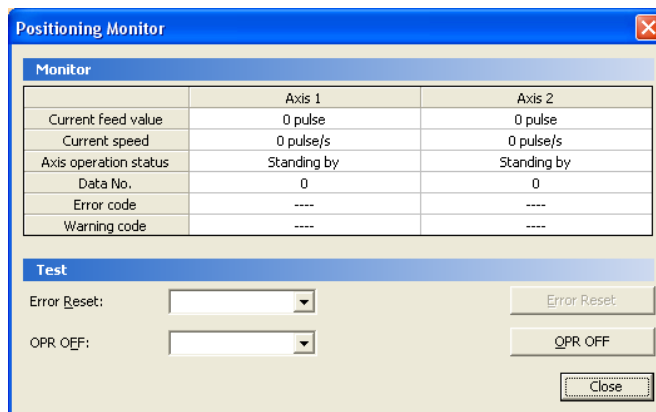 Positioning Monitor
Monitor
Axis 1 Axis 2
Current feed value 0 pulse 0 pulse
Current speed 0 pulse/s 0 pulse/s
Axis operation status Standing by Standing by
Data No. 0 0
Error code ---- ----
Warning code ---- ----
Test
Error Reset: Error Reset
OPR OFF: OPR OFF
Close